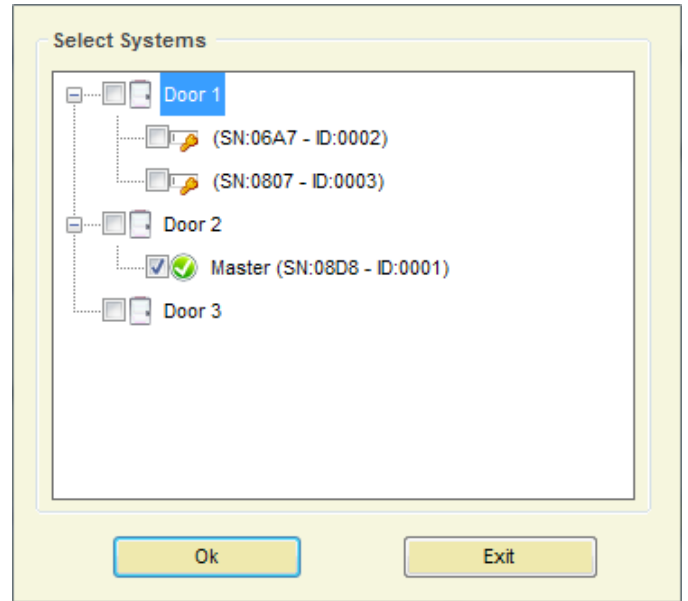 Select Systems
Door 1
(SN:06A7 - ID:0002)
(SN:0807 - ID:0003)
Door 2
Master (SN:08D8 - ID:0001)
Door 3
Ok
Exit